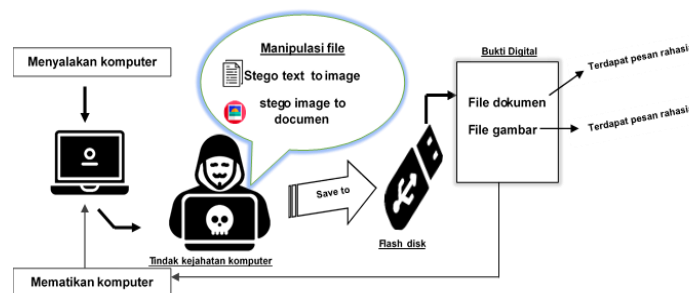 Menyalakan komputer
Manipulasi file
Stego text to image
stego image to
documen
Bukti Digital
File dokumen
File gambar
Terdapat pesan rahasi
Terdapat pesan rahasi
Save to
Flash disk
Tindak kejahatan komputer
Mematikan komputer